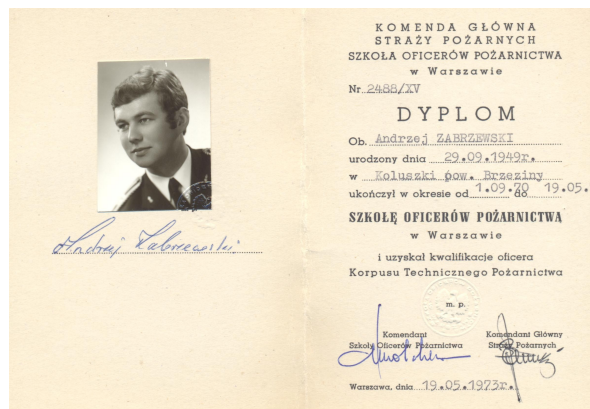 Andrzej Zabrzewski
KOMENDA GŁÓWNA
STRAŻY POŻARNYCH
SZKOŁA OFICERÓW POŻARNICTWA
w Warszawie
Nr 2488/XV
DYPLOM
Ob. Andrzej ZABRZEWSKI
urodzony dnia 29.09.1949r.
w Koluszki pow. Brzeziny
ukończył w okresie od 1.09.70 do 19.05.
SZKOŁĘ OFICERÓW POŻARNICTWA
w Warszawie
i uzyskał kwalifikacje oficera
Korpusu Technicznego Pożarnictwa
m. p.
Komendant
Szkoły Oficerów Pożarnictwa
Komendant Główny
Straży Pożarnych
Warszawa, dnia 19.05.1973r.